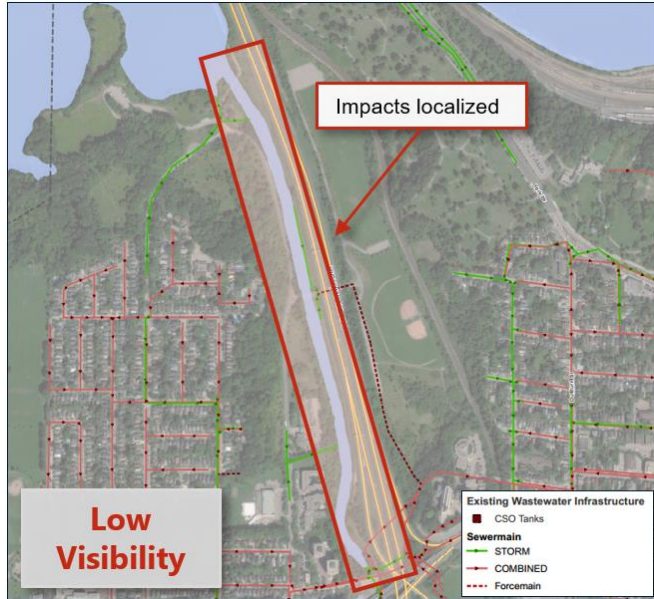 Impacts localized
Low
Visibility
Existing Wastewater Infrastructure
CSO Tanks
Sewermain
STORM
COMBINED
Forcemain